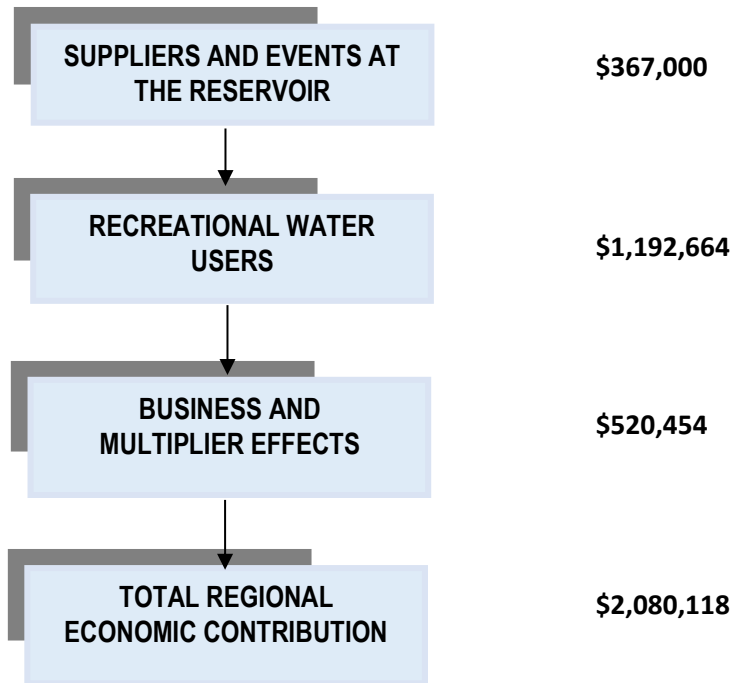 SUPPLIERS AND EVENTS AT
THE RESERVOIR
$367,000
RECREATIONAL WATER
USERS
$1,192,664
BUSINESS AND
MULTIPLIER EFFECTS
$520,454
TOTAL REGIONAL
ECONOMIC CONTRIBUTION
$2,080,118